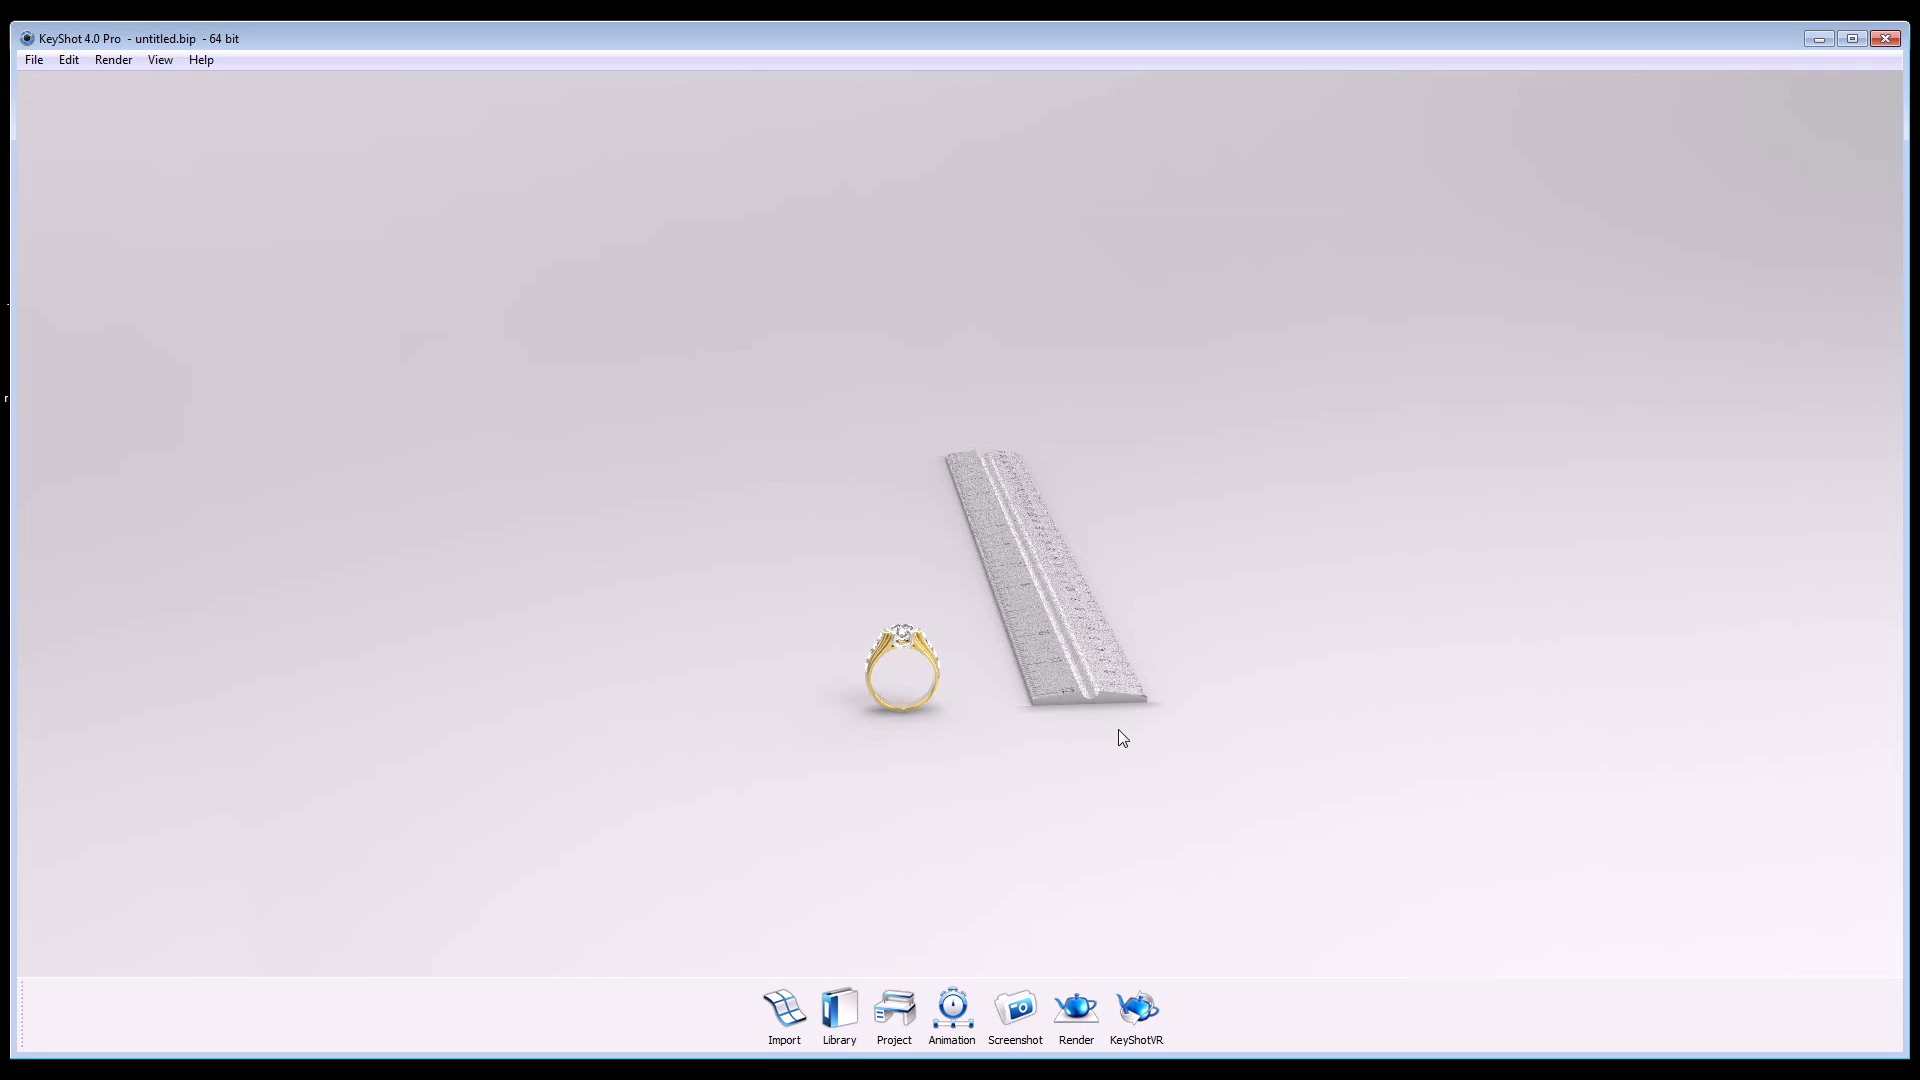 KeyShot 4.0 Pro - untitled.bip - 64 bit
File Edit Render View Help
Import Library Project Animation Screenshot Render KeyShotVR